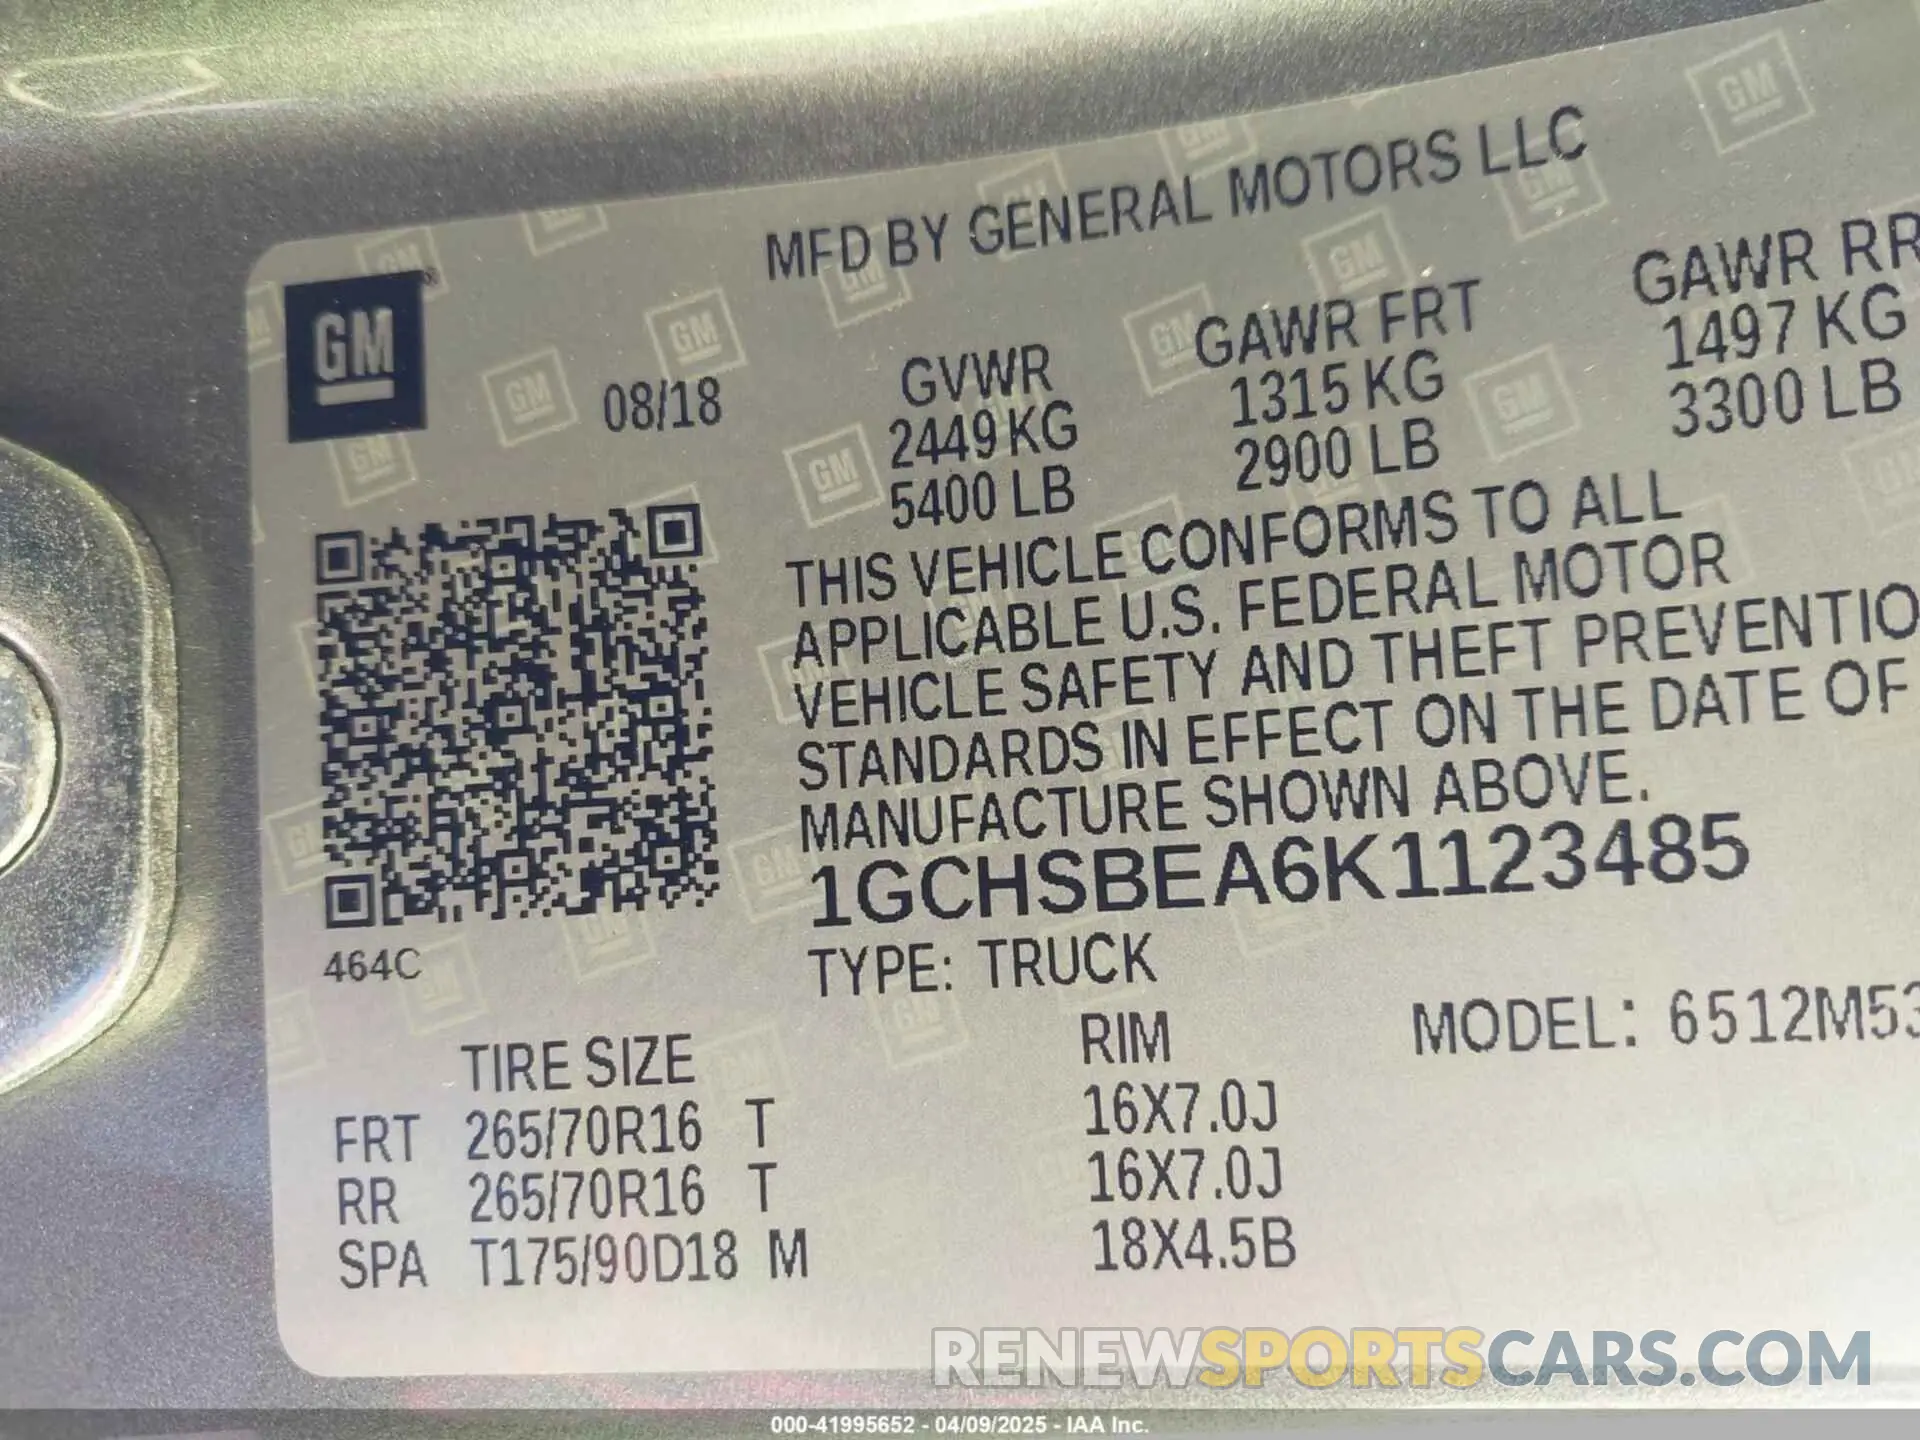 MFD BY GENERAL MOTORS LLC
GM
08/18
GVWR
2449 KG
5400 LB
GAWR FRT
1315 KG
2900 LB
GAWR RR
1497 KG
3300 LB
THIS VEHICLE CONFORMS TO ALL
APPLICABLE U.S. FEDERAL MOTOR
VEHICLE SAFETY AND THEFT PREVENTIO
STANDARDS IN EFFECT ON THE DATE OF
MANUFACTURE SHOWN ABOVE.
1GCHSBEA6K1123485
464C
TYPE: TRUCK
MODEL: 6512M53
TIRE SIZE RIM
FRT 265/70R16 T 16X7.0J
RR 265/70R16 T 16X7.0J
SPA T175/90D18 M 18X4.5B
RENEWSPORTSCARS.COM
000-41995652 - 04/09/2025 - IAA Inc.